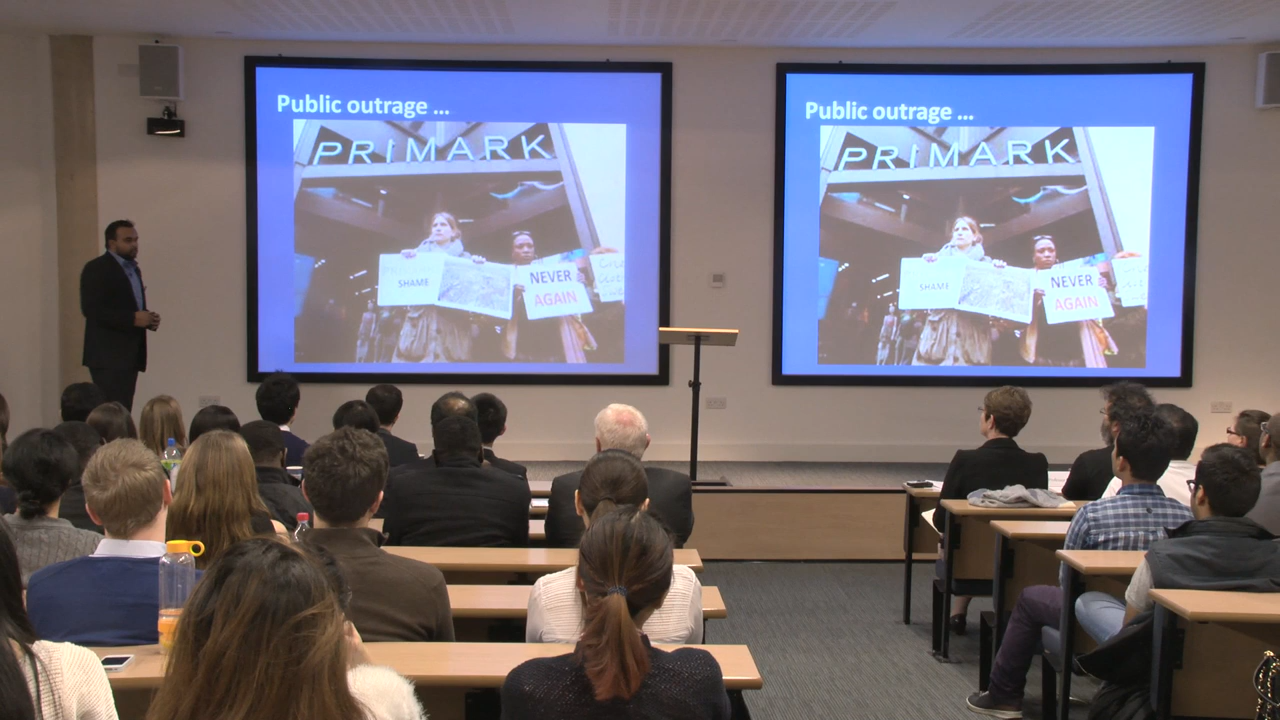 Public outrage ...
PRIMARK
SHAME
NEVER
AGAIN
Public outrage ...
PRIMARK
SHAME
NEVER
AGAIN